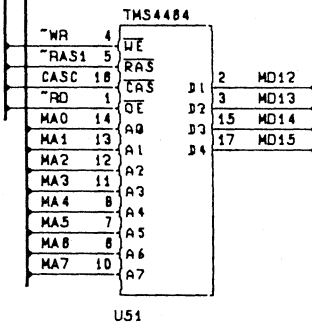 TMS4464
~WR 4 WE
~RAS1 5 RAS
CASC 16 CAS D1 2 MD12
~RD 1 OE D2 3 MD13
MA0 14 A0 D3 15 MD14
MA1 13 A1 D4 17 MD15
MA2 12 A2
MA3 11 A3
MA4 8 A4
MA5 7 A5
MA6 6 A6
MA7 10 A7
U51